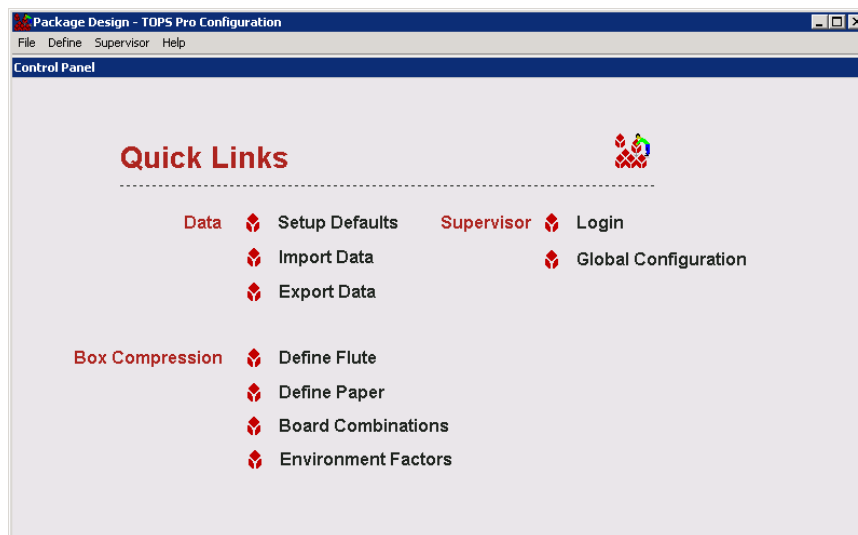 Package Design - TOPS Pro Configuration
File Define Supervisor Help
Control Panel
Quick Links
Data Setup Defaults Supervisor Login
Import Data Global Configuration
Export Data
Box Compression Define Flute
Define Paper
Board Combinations
Environment Factors